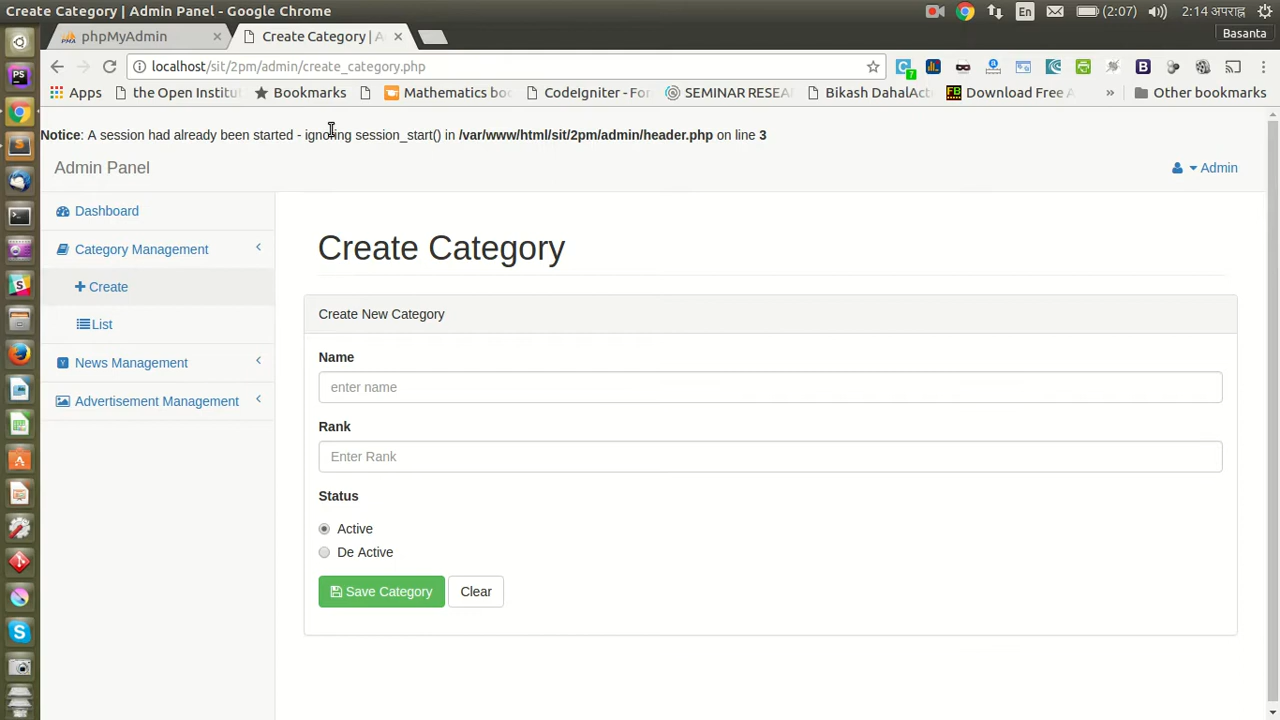 Create Category | Admin Panel - Google Chrome
En
(2:07)
2:14 अपराह्न
phpMyAdmin
Create Category | A
Basanta
localhost/sit/2pm/admin/create_category.php
7
Apps
the Open Institu
Bookmarks
Mathematics bo
CodeIgniter - For
SEMINAR RESEA
Bikash DahalAct
Download Free A
»
Other bookmarks
Notice: A session had already been started - ignoring session_start() in /var/www/html/sit/2pm/admin/header.php on line 3
Admin Panel
Admin
Dashboard
Category Management
Create
List
News Management
Advertisement Management
Create Category
Create New Category
Name
enter name
Rank
Enter Rank
Status
Active
De Active
Save Category
Clear